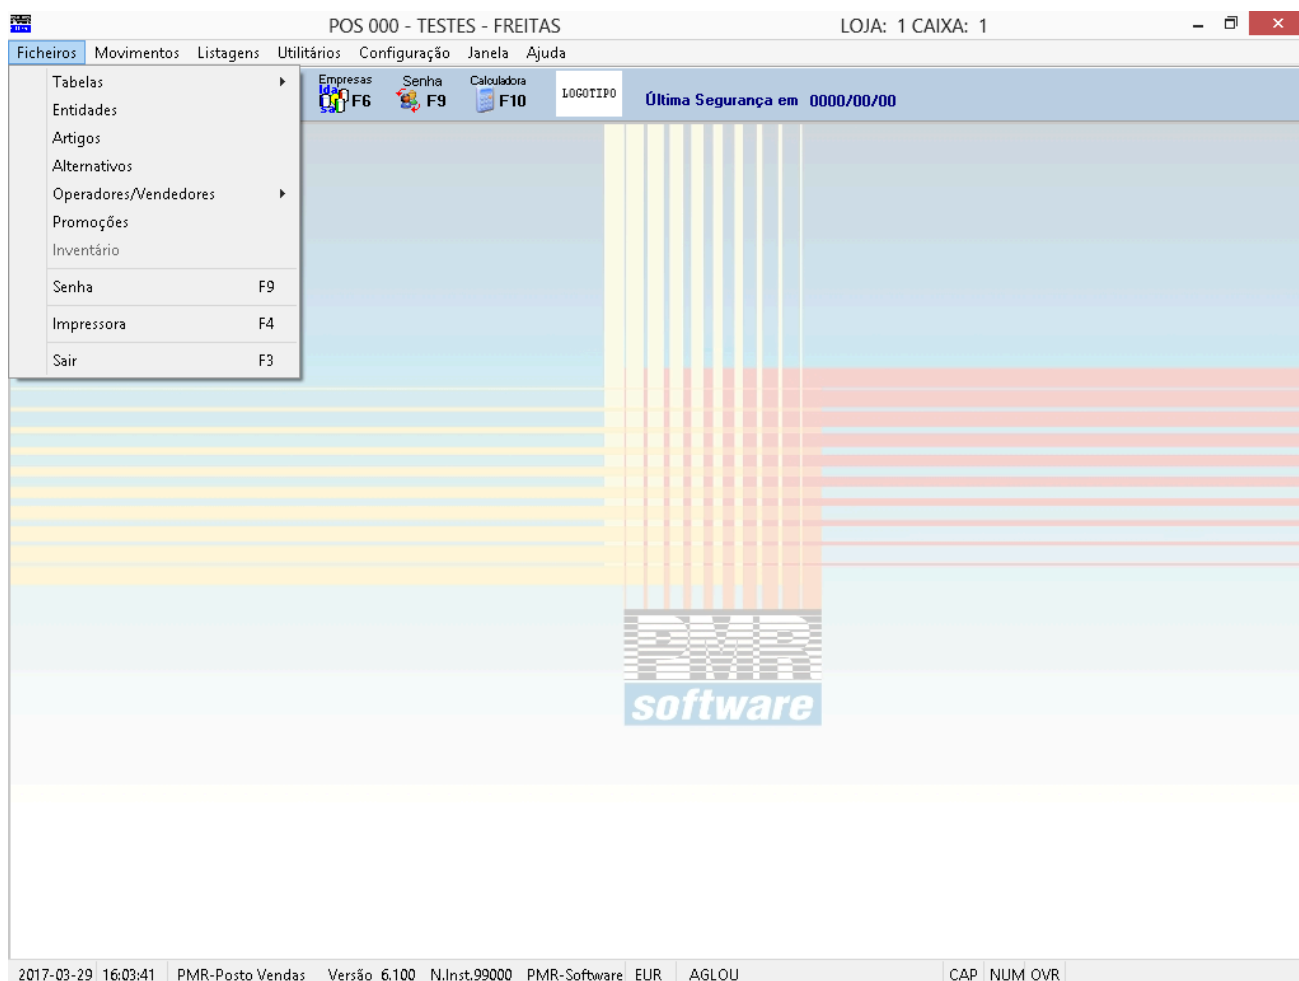 POS 000 - TESTES - FREITAS LOJA: 1 CAIXA: 1
Ficheiros Movimentos Listagens Utilitários Configuração Janela Ajuda
Empresas F6 Senha F9 Calculadora F10 LOGOTIPO Última Segurança em 0000/00/00
Tabelas
Entidades
Artigos
Alternativos
Operadores/Vendedores
Promoções
Inventário
Senha F9
Impressora F4
Sair F3
PMR
software
2017-03-29 16:03:41 PMR-Posto Vendas Versão 6.100 N.Inst.99000 PMR-Software EUR AGLOU CAP NUM OVR